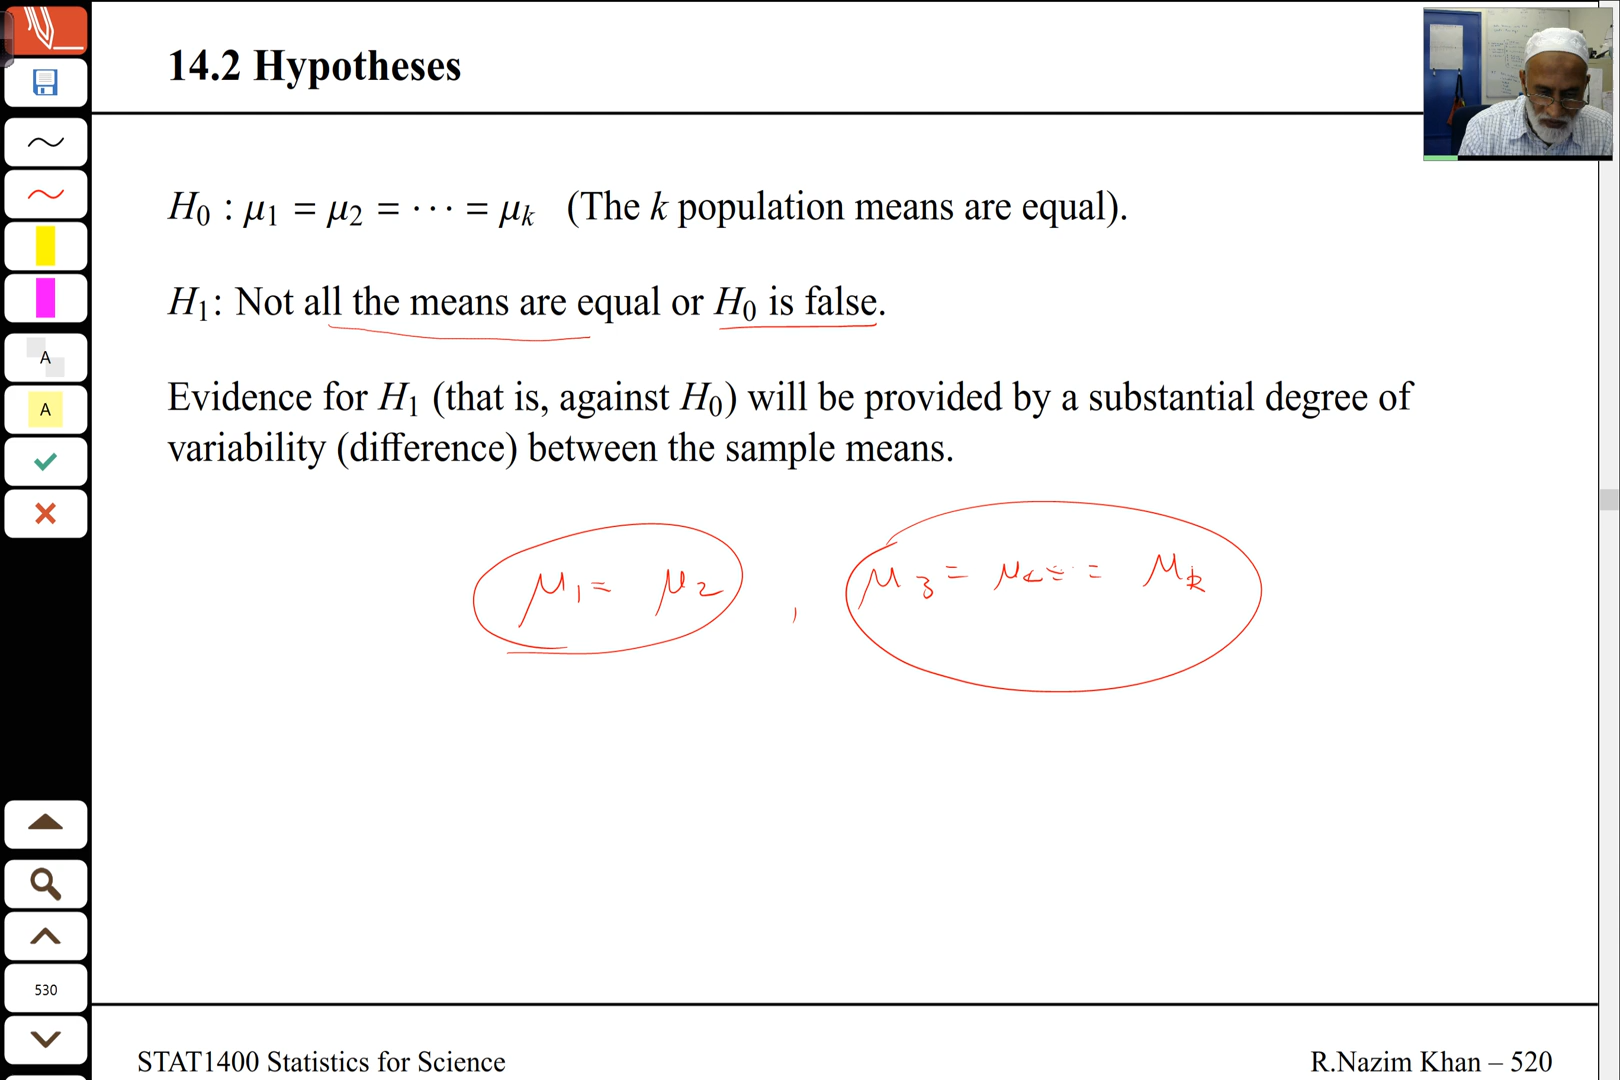 14.2 Hypotheses
H₀ : μ₁ = μ₂ = ··· = μₖ (The k population means are equal).
H₁: Not all the means are equal or H₀ is false.
Evidence for H₁ (that is, against H₀) will be provided by a substantial degree of
variability (difference) between the sample means.
μ₁ = μ₂ , μ₃ = μ₄ = = μₖ
A
A
530
STAT1400 Statistics for Science R.Nazim Khan – 520